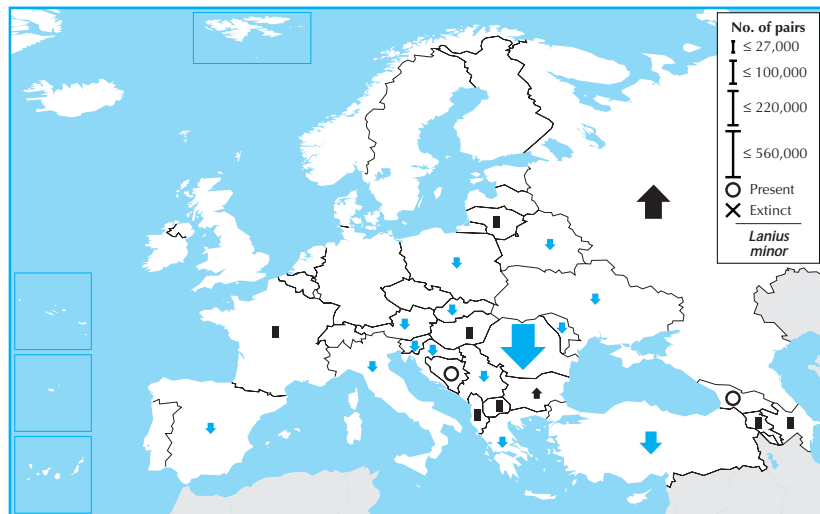 No. of pairs
≤ 27,000
≤ 100,000
≤ 220,000
≤ 560,000
Present
Extinct
Lanius
minor